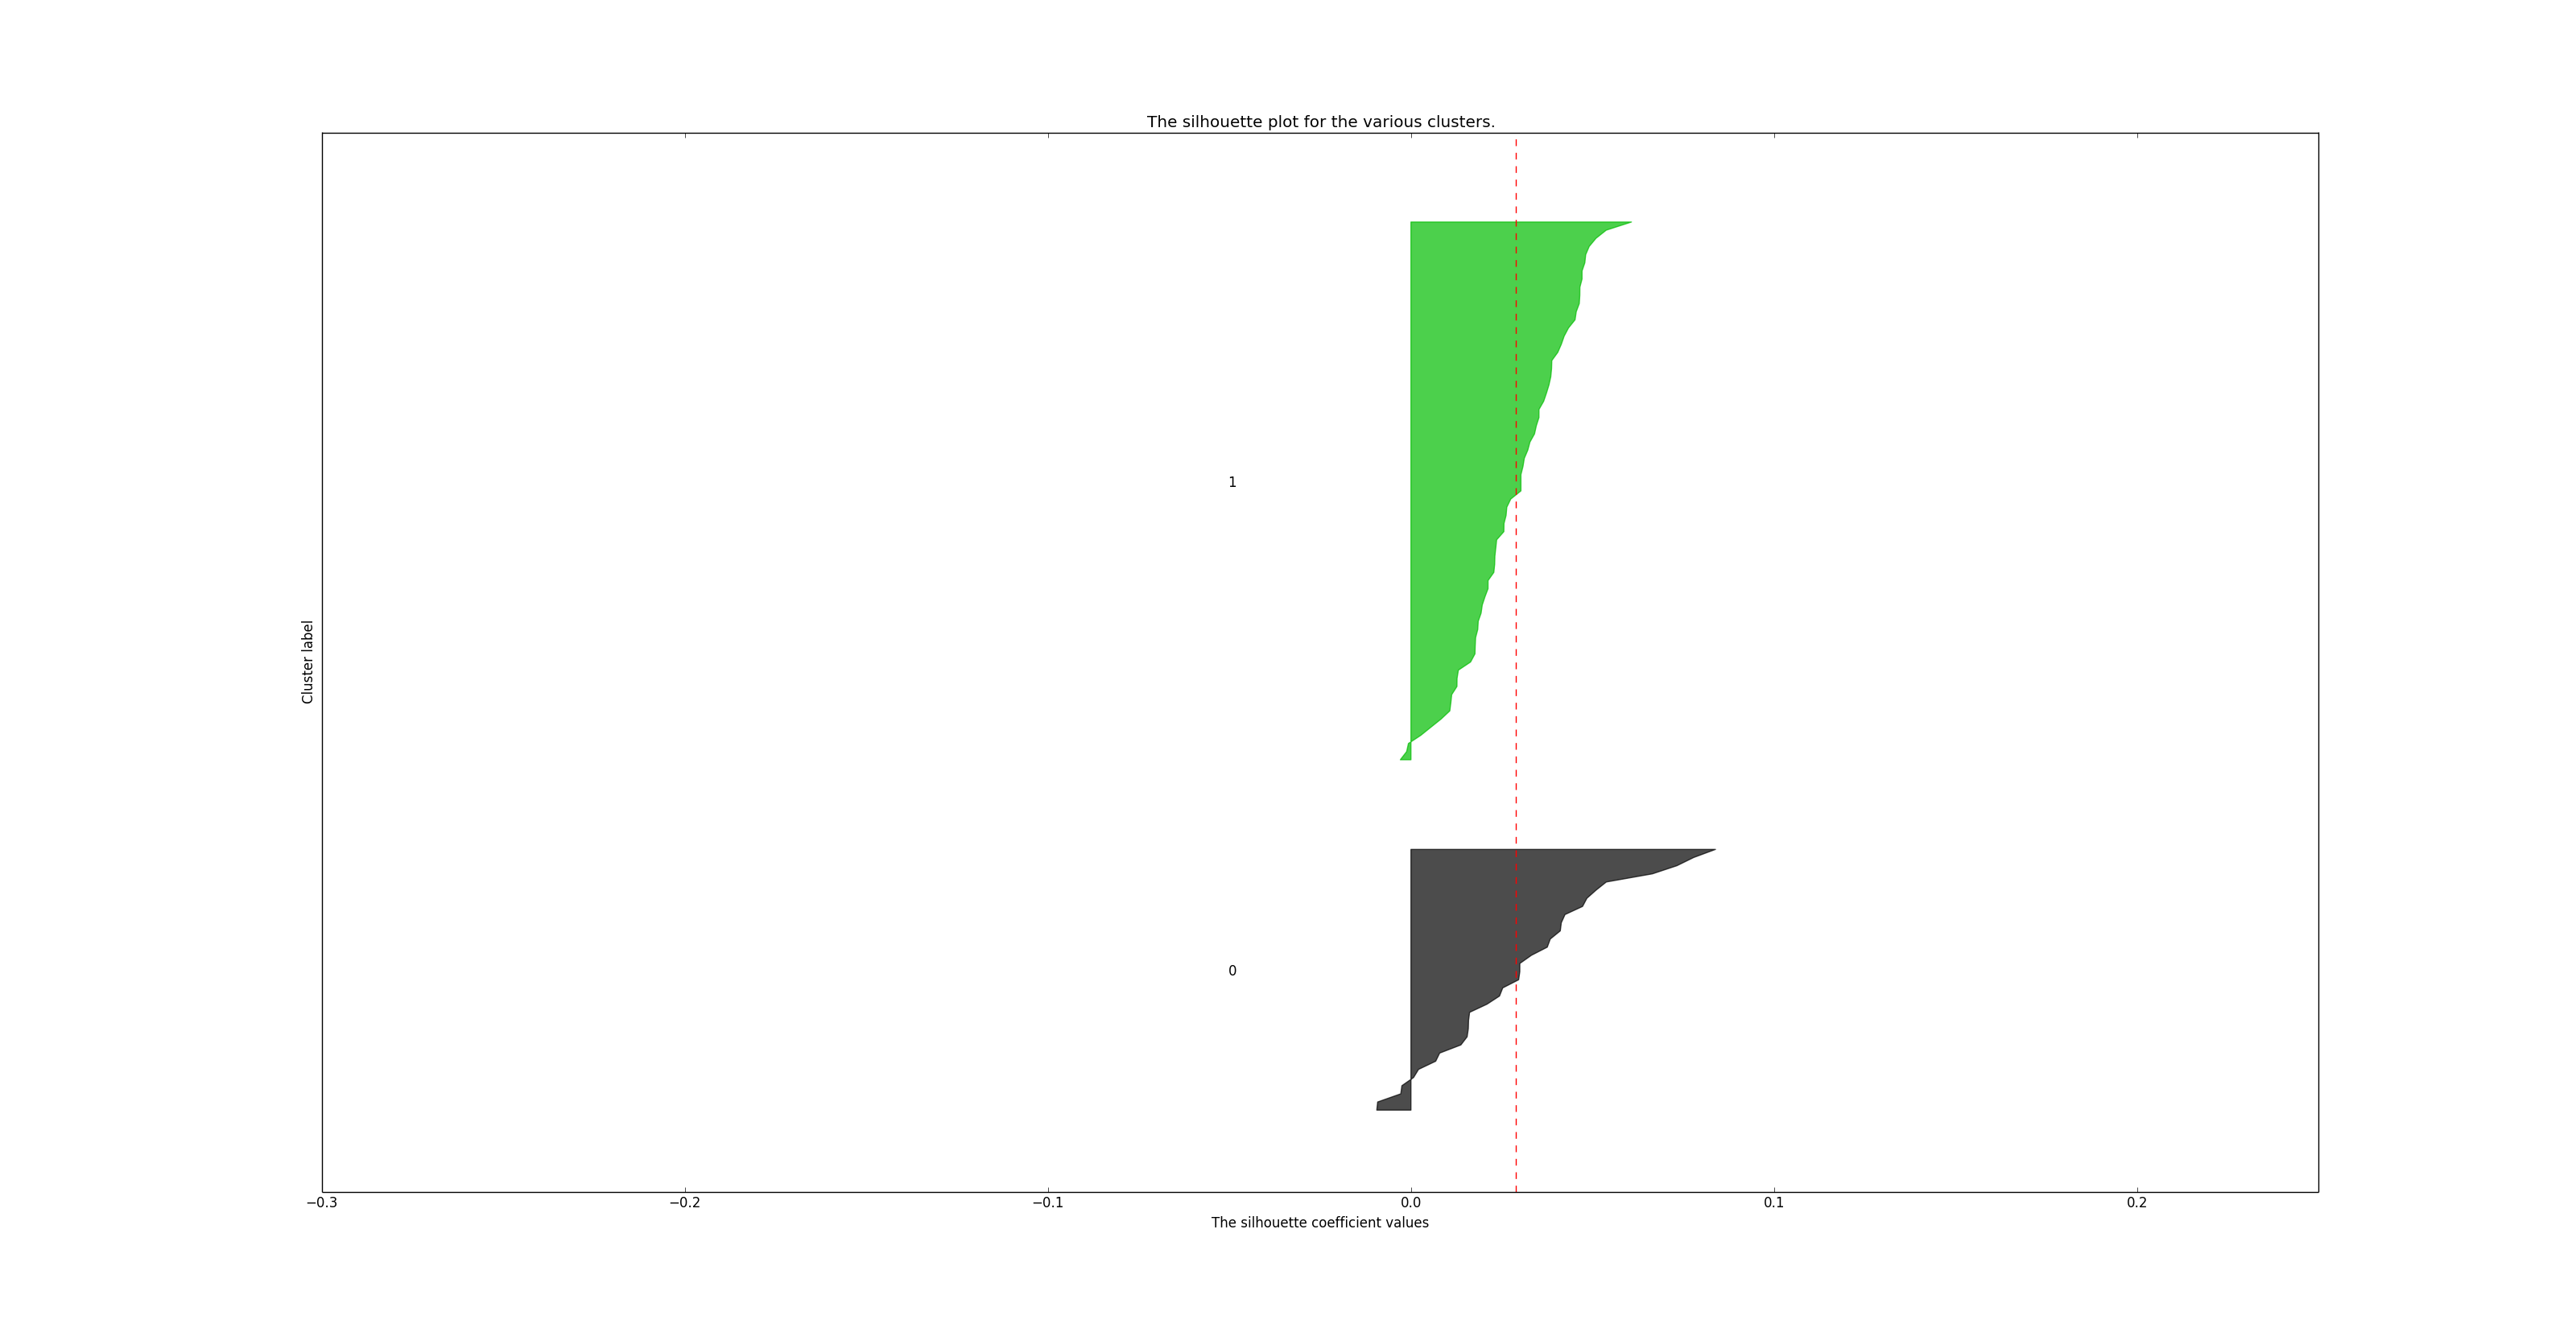 The silhouette plot for the various clusters.
1
Cluster label
0
−0.3 −0.2 −0.1 0.0 0.1 0.2
The silhouette coefficient values